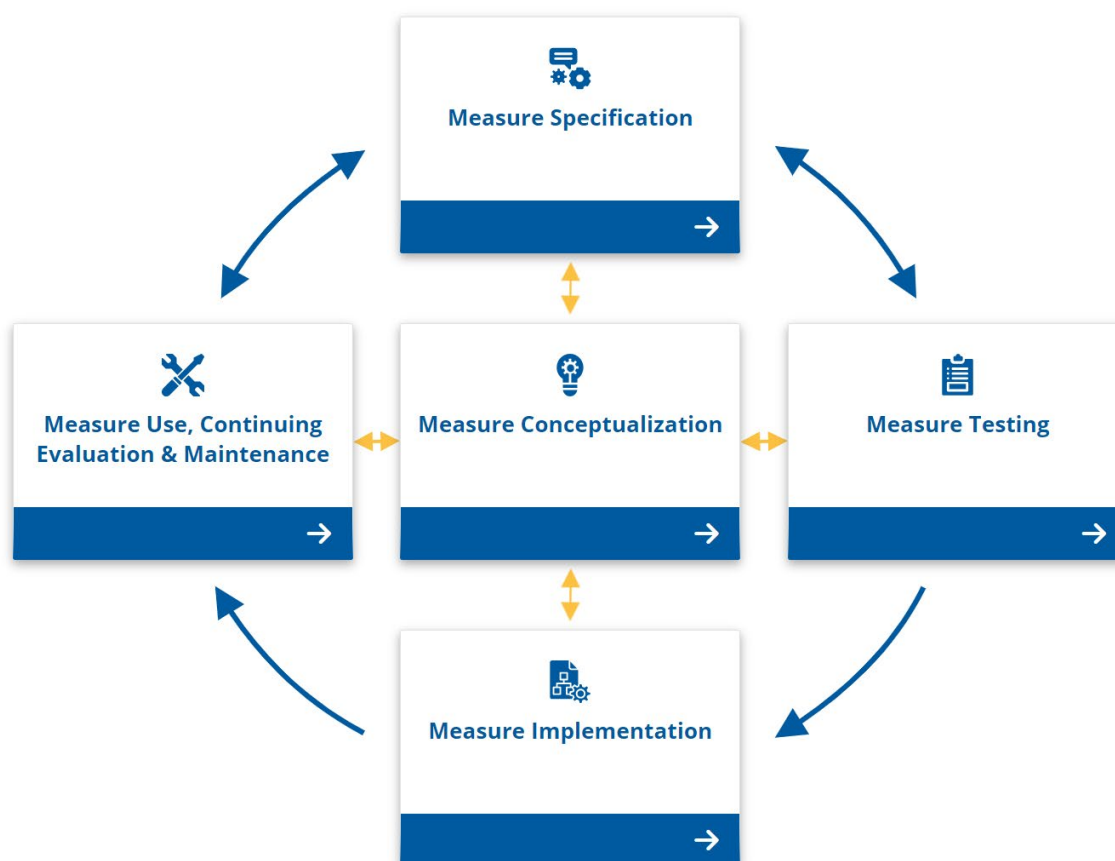 Measure Specification
Measure Use, Continuing
Evaluation & Maintenance
Measure Conceptualization
Measure Testing
Measure Implementation